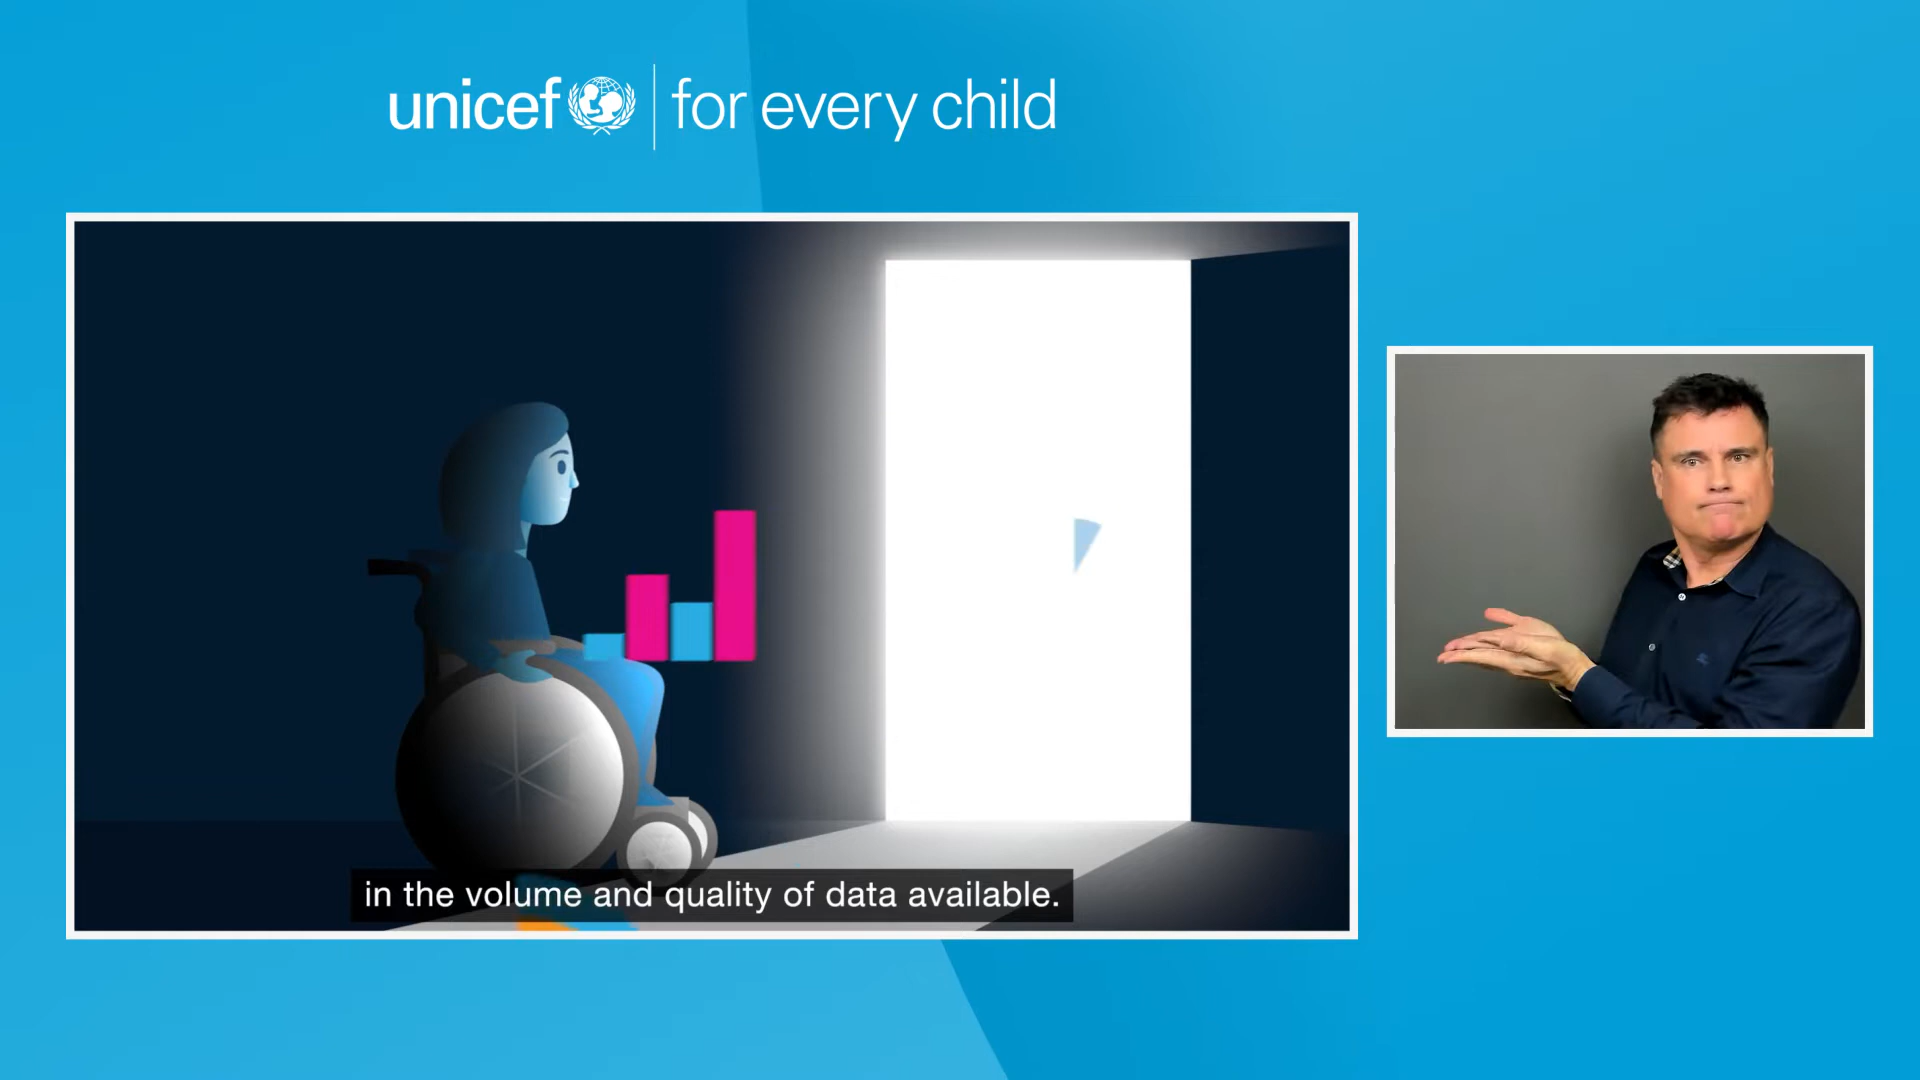 unicef for every child
in the volume and quality of data available.